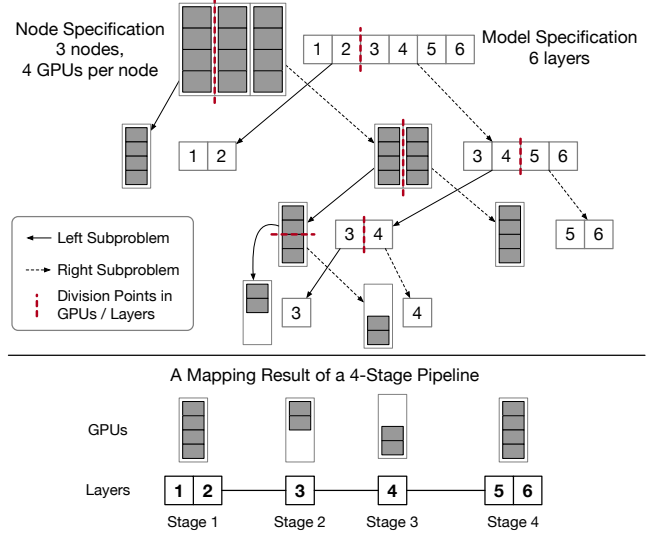 Node Specification
3 nodes,
4 GPUs per node
1 2 3 4 5 6
Model Specification
6 layers
1 2
3 4 5 6
3 4
5 6
Left Subproblem
Right Subproblem
Division Points in
GPUs / Layers
3
4
A Mapping Result of a 4-Stage Pipeline
GPUs
Layers
1 2
3
4
5 6
Stage 1
Stage 2
Stage 3
Stage 4